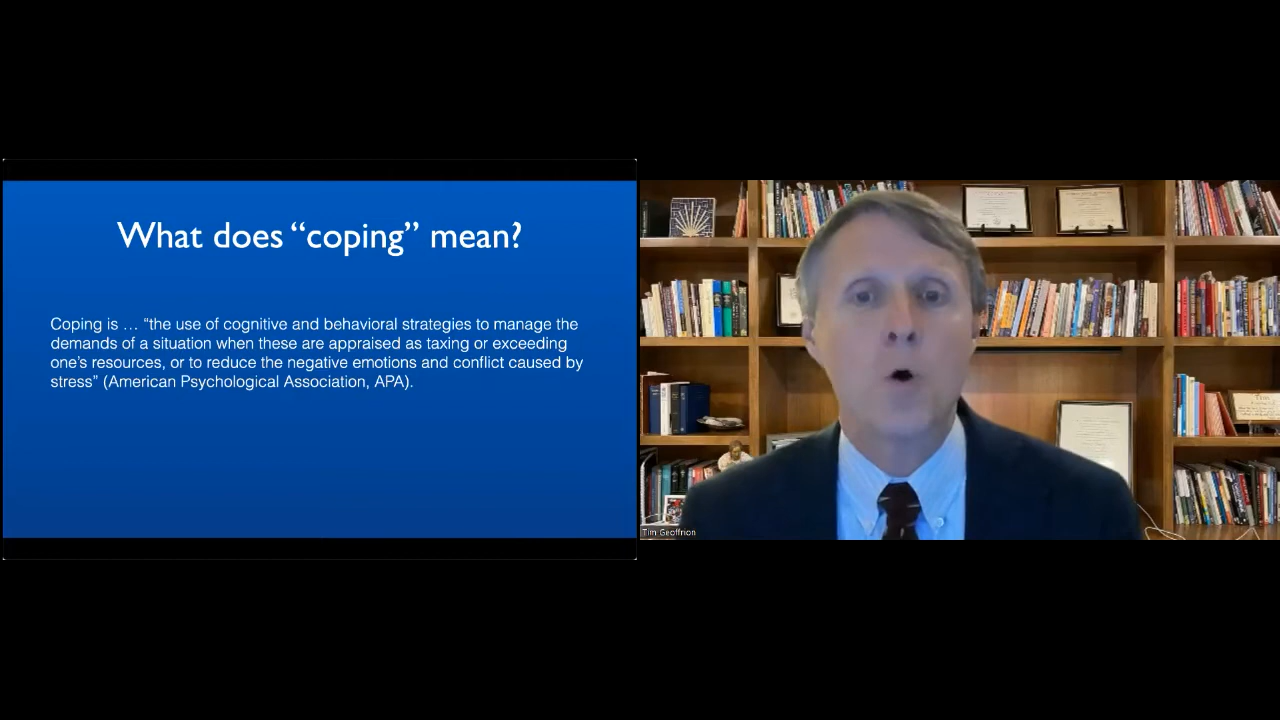 What does “coping” mean?
Coping is … “the use of cognitive and behavioral strategies to manage the
demands of a situation when these are appraised as taxing or exceeding
one’s resources, or to reduce the negative emotions and conflict caused by
stress” (American Psychological Association, APA).
Tim Geoffrion